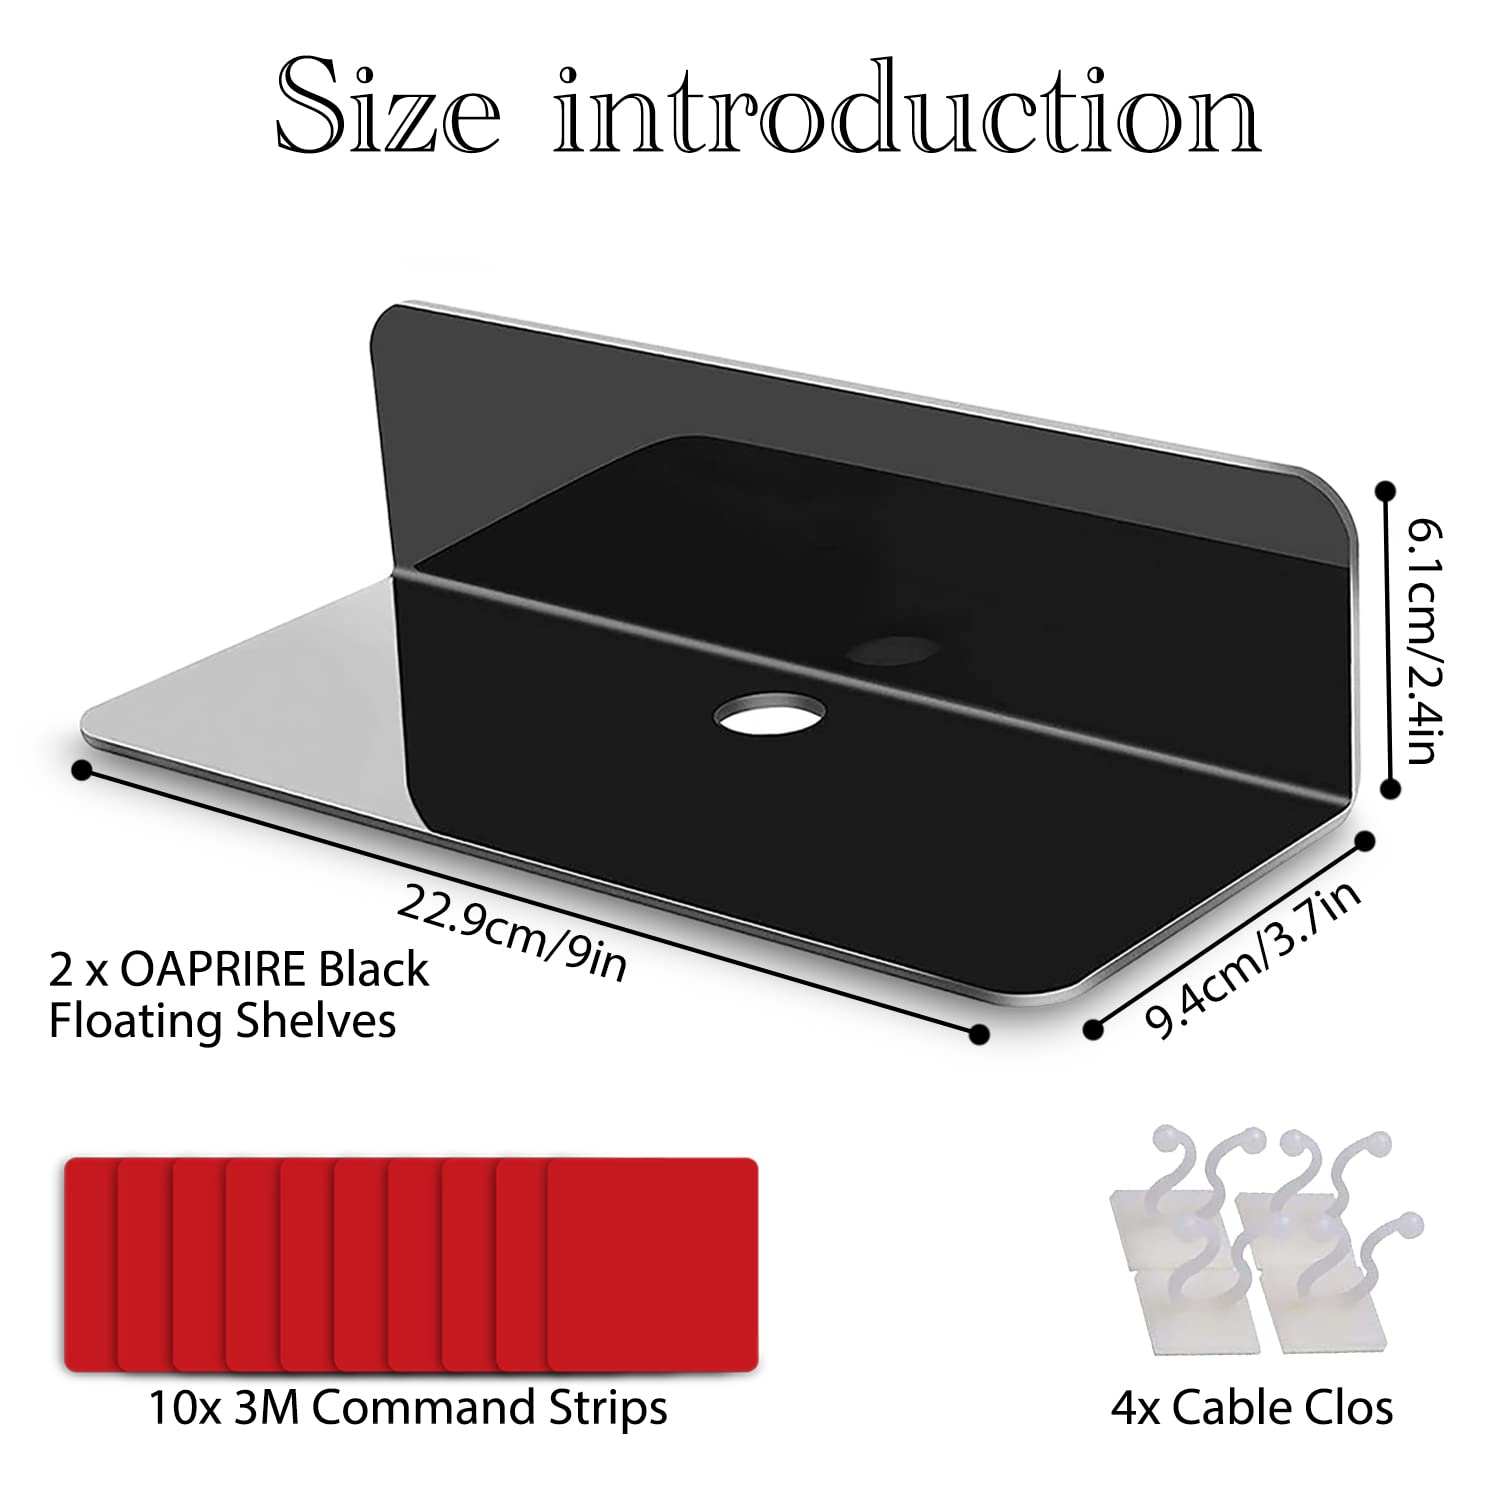 Size introduction
6.1cm/2.4in
22.9cm/9in
9.4cm/3.7in
2 x OAPRIRE Black
Floating Shelves
10x 3M Command Strips
4x Cable Clos